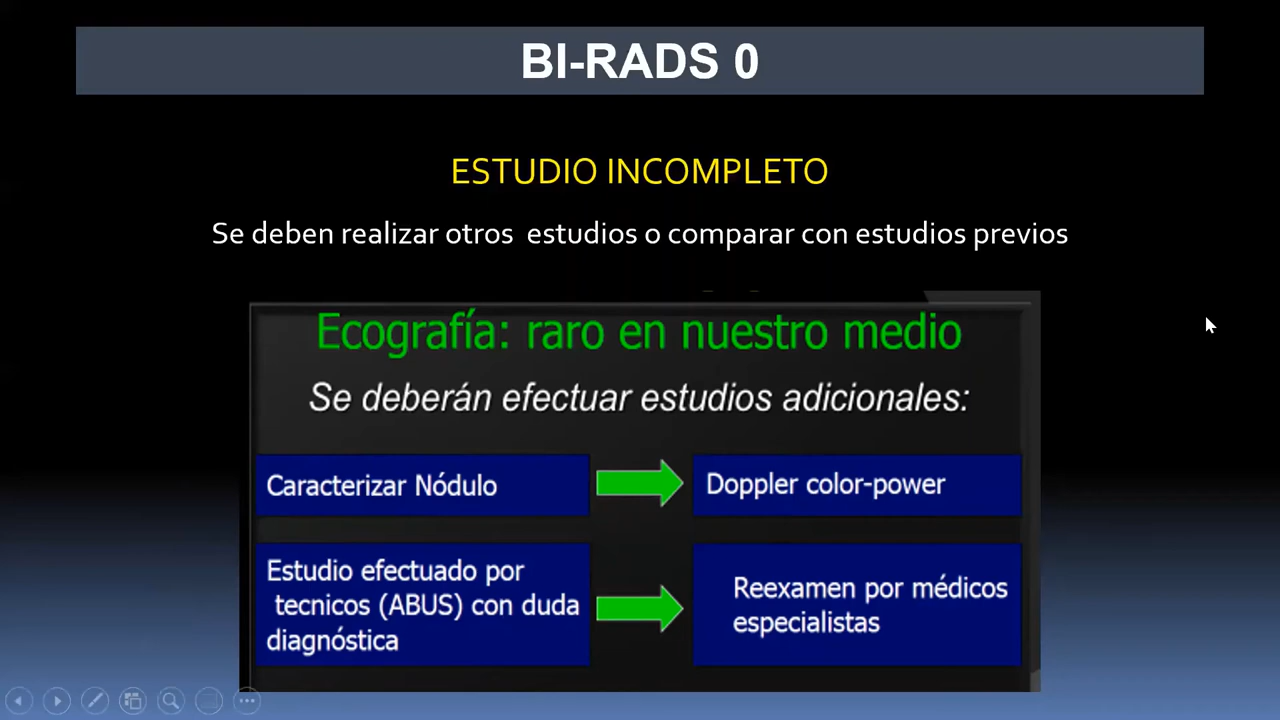 BI-RADS 0
ESTUDIO INCOMPLETO
Se deben realizar otros estudios o comparar con estudios previos
Ecografía: raro en nuestro medio
Se deberán efectuar estudios adicionales:
Caracterizar Nódulo
Doppler color-power
Estudio efectuado por
tecnicos (ABUS) con duda
diagnóstica
Reexamen por médicos
especialistas